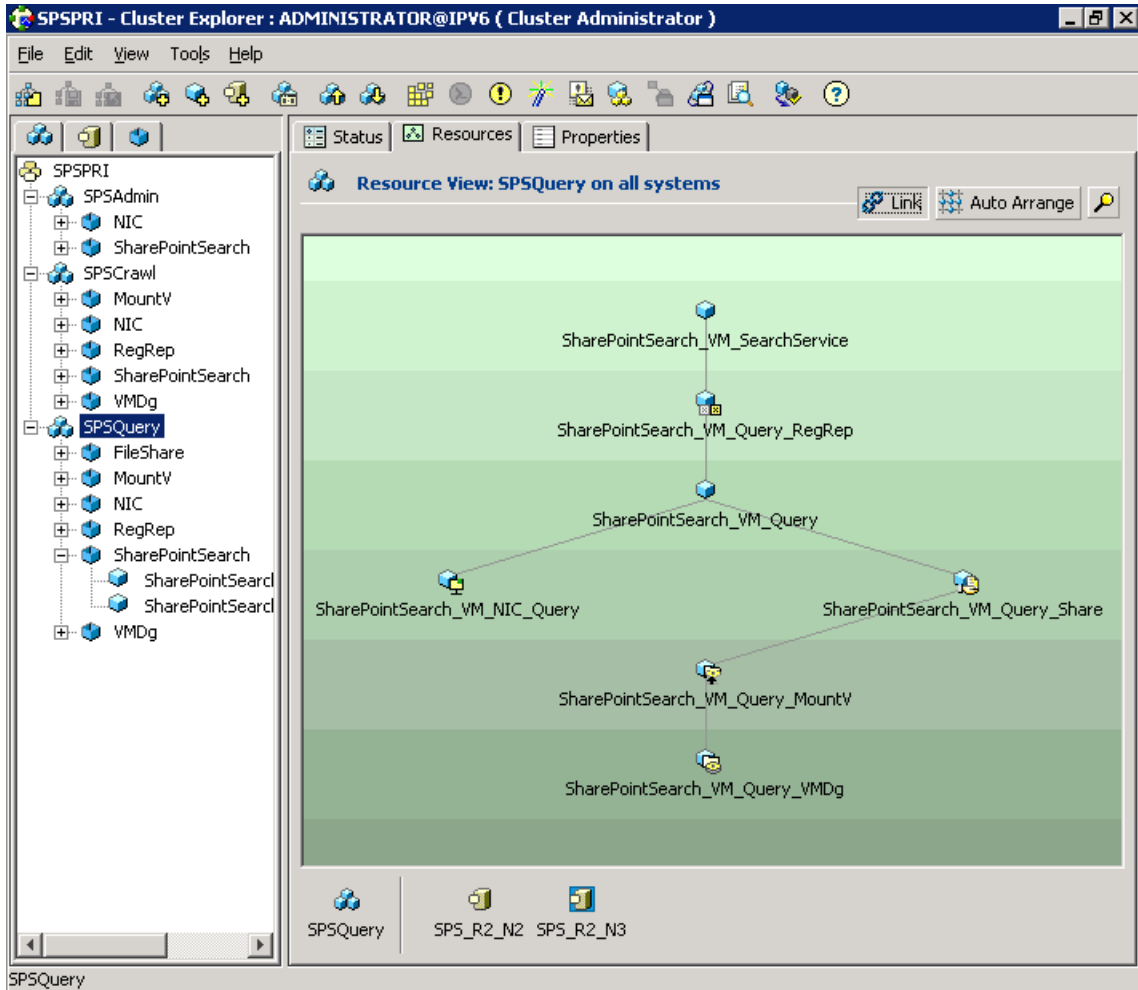 SPSPRI - Cluster Explorer : ADMINISTRATOR@IPV6 ( Cluster Administrator )
File Edit View Tools Help
Status Resources Properties
SPSPRI
SPSAdmin
NIC
SharePointSearch
SPSCrawl
MountV
NIC
RegRep
SharePointSearch
VMDg
SPSQuery
FileShare
MountV
NIC
RegRep
SharePointSearch
SharePointSearcl
SharePointSearcl
VMDg
Resource View: SPSQuery on all systems
Link Auto Arrange
SharePointSearch_VM_SearchService
SharePointSearch_VM_Query_RegRep
SharePointSearch_VM_Query
SharePointSearch_VM_NIC_Query SharePointSearch_VM_Query_Share
SharePointSearch_VM_Query_MountV
SharePointSearch_VM_Query_VMDg
SPSQuery SPS_R2_N2 SPS_R2_N3
SPSQuery